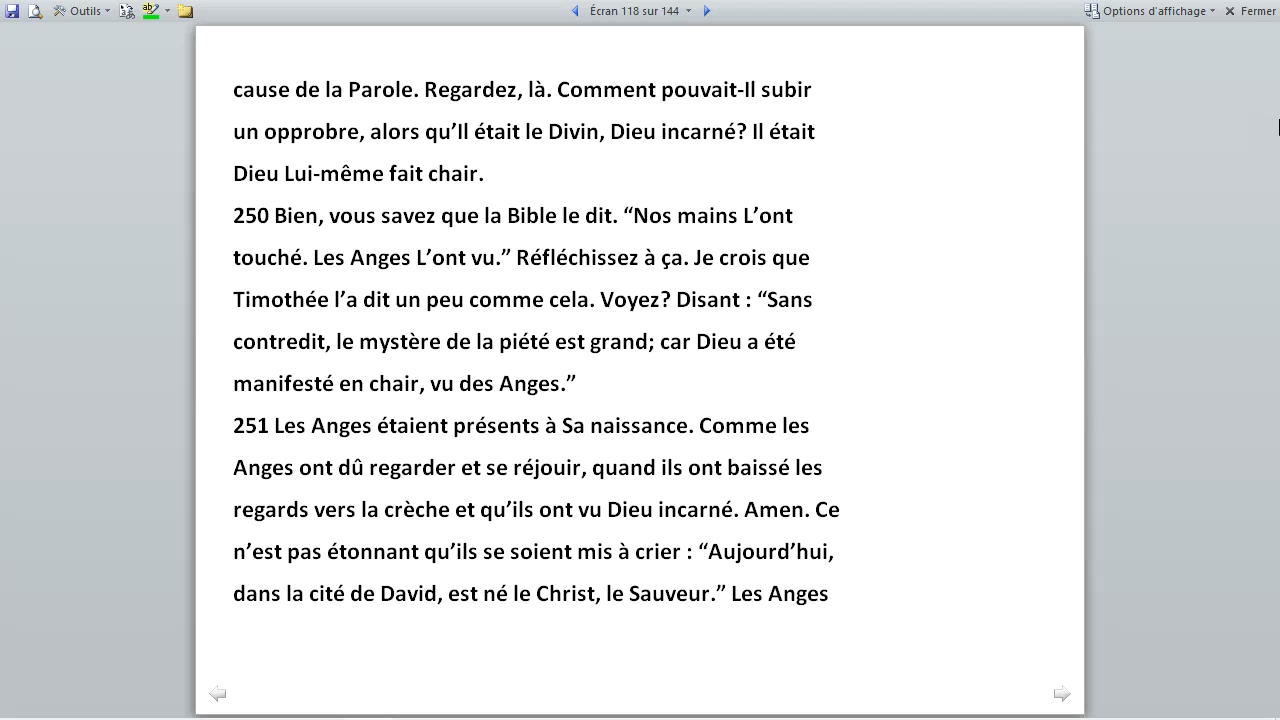 Outils
Écran 118 sur 144
Options d'affichage
Fermer
cause de la Parole. Regardez, là. Comment pouvait-Il subir
un opprobre, alors qu’Il était le Divin, Dieu incarné? Il était
Dieu Lui-même fait chair.
250 Bien, vous savez que la Bible le dit. “Nos mains L’ont
touché. Les Anges L’ont vu.” Réfléchissez à ça. Je crois que
Timothée l’a dit un peu comme cela. Voyez? Disant : “Sans
contredit, le mystère de la piété est grand; car Dieu a été
manifesté en chair, vu des Anges.”
251 Les Anges étaient présents à Sa naissance. Comme les
Anges ont dû regarder et se réjouir, quand ils ont baissé les
regards vers la crèche et qu’ils ont vu Dieu incarné. Amen. Ce
n’est pas étonnant qu’ils se soient mis à crier : “Aujourd’hui,
dans la cité de David, est né le Christ, le Sauveur.” Les Anges